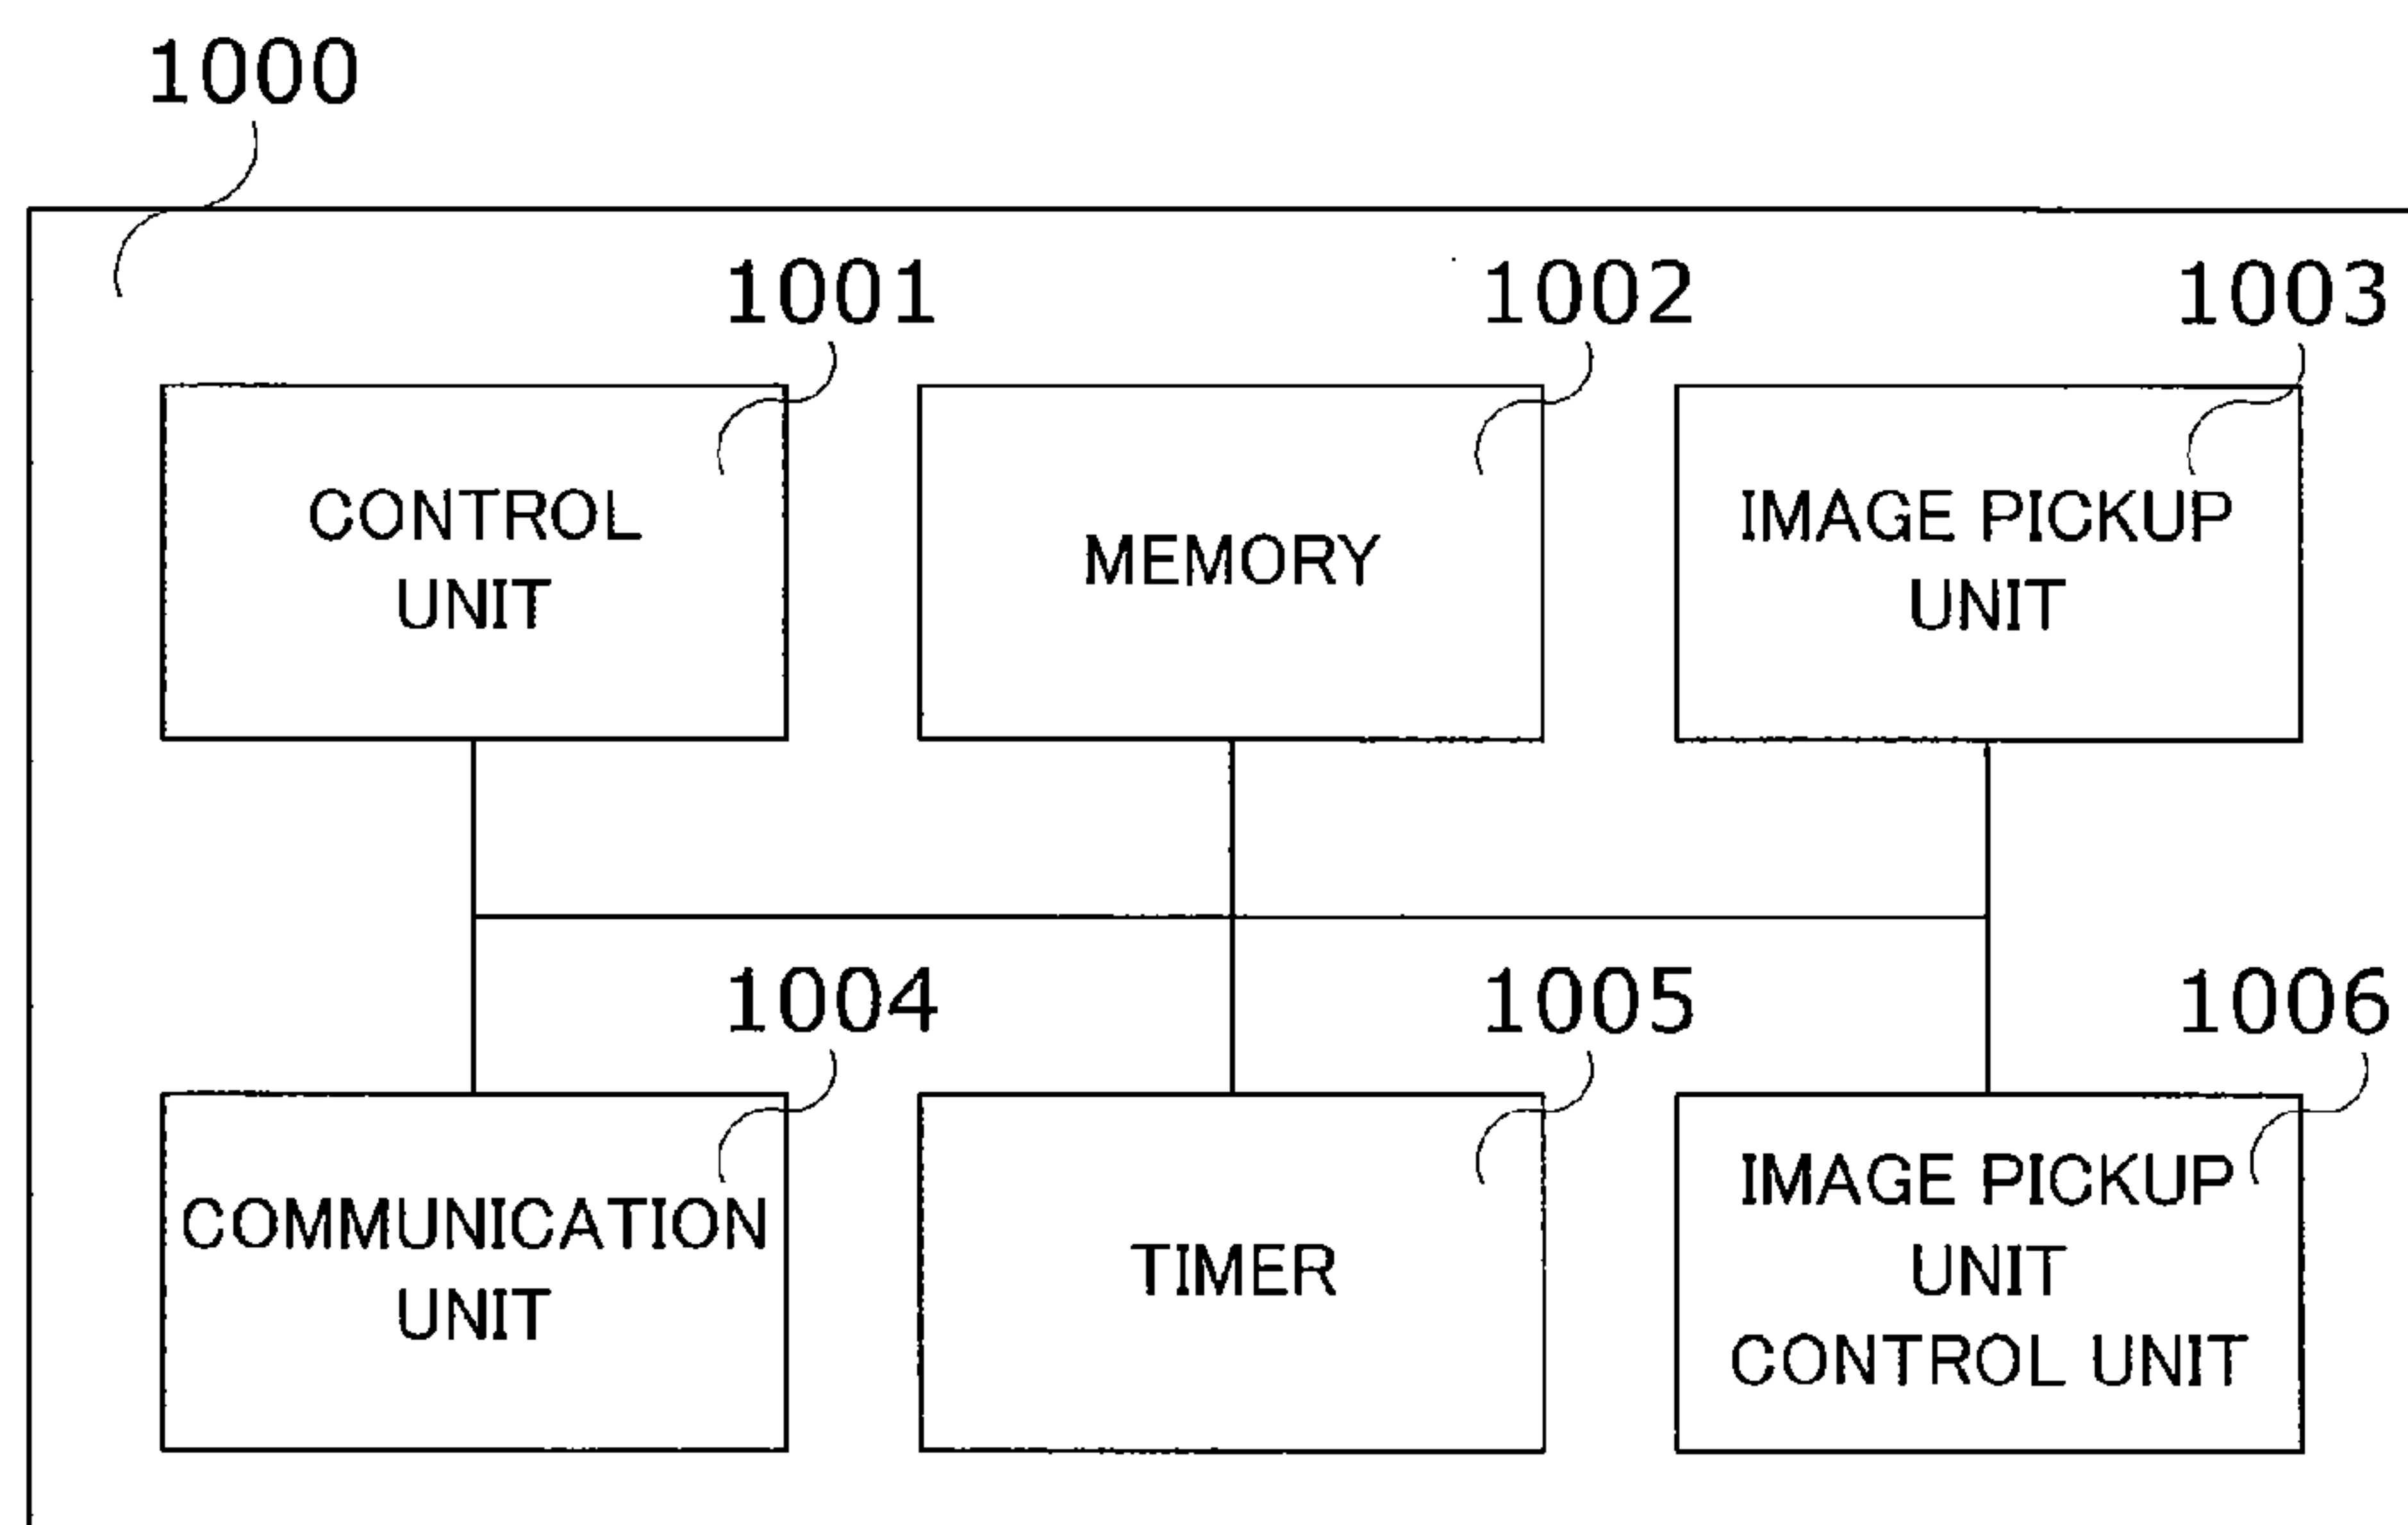 1000
1001
1002
1003
CONTROL
UNIT
MEMORY
IMAGE PICKUP
UNIT
1004
1005
1006
COMMUNICATION
UNIT
TIMER
IMAGE PICKUP
UNIT
CONTROL UNIT